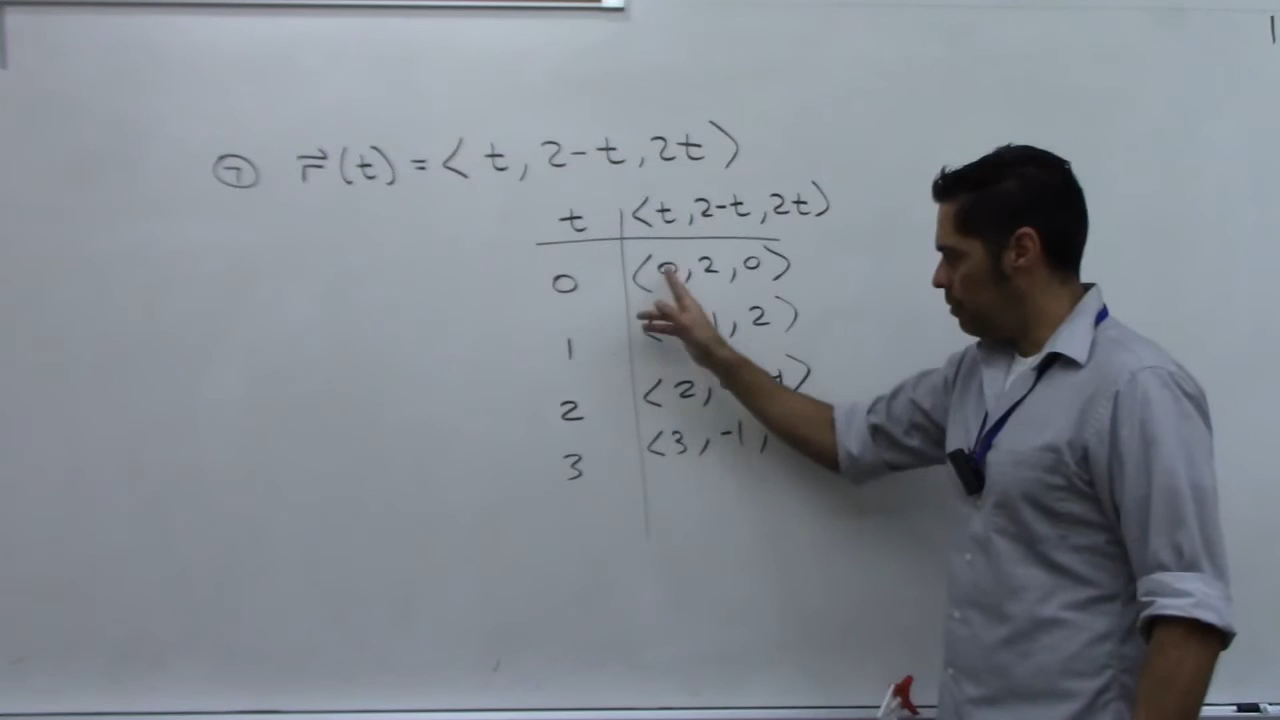 ⑦ r⃗(t) = ⟨t, 2-t, 2t⟩
t ⟨t, 2-t, 2t⟩
0 ⟨0, 2, 0⟩
1 , 2⟩
2 ⟨2,
3 ⟨3, -1,